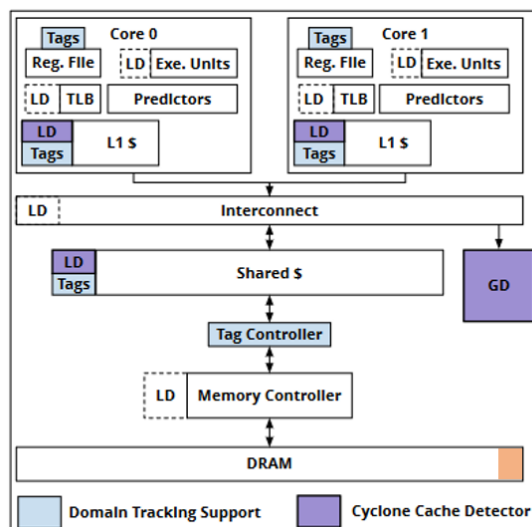 Core 0
Tags
Reg. File
LD
Exe. Units
LD
TLB
Predictors
LD
Tags
L1 $
Core 1
Tags
Reg. File
LD
Exe. Units
LD
TLB
Predictors
LD
Tags
L1 $
LD
Interconnect
LD
Tags
Shared $
GD
Tag Controller
LD
Memory Controller
DRAM
Domain Tracking Support
Cyclone Cache Detector